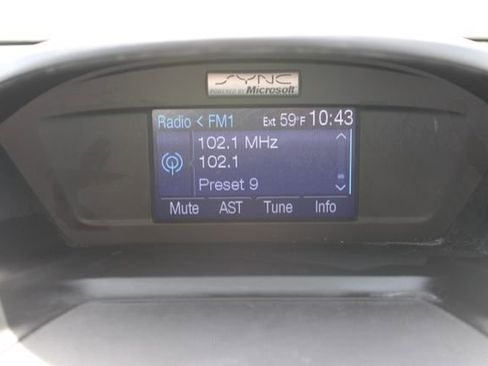 SYNC
POWERED BY Microsoft
Radio < FM1 Ext 59°F 10:43
102.1 MHz
102.1
Preset 9
Mute AST Tune Info